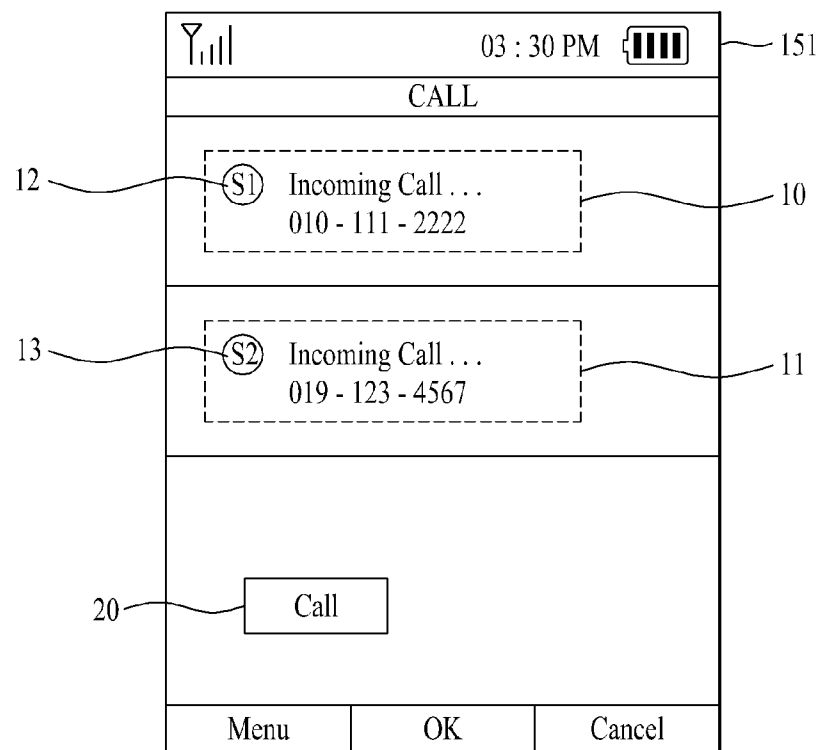 03 : 30 PM
151
CALL
12
S1 Incoming Call . . .
010 - 111 - 2222
10
13
S2 Incoming Call . . .
019 - 123 - 4567
11
20
Call
Menu OK Cancel